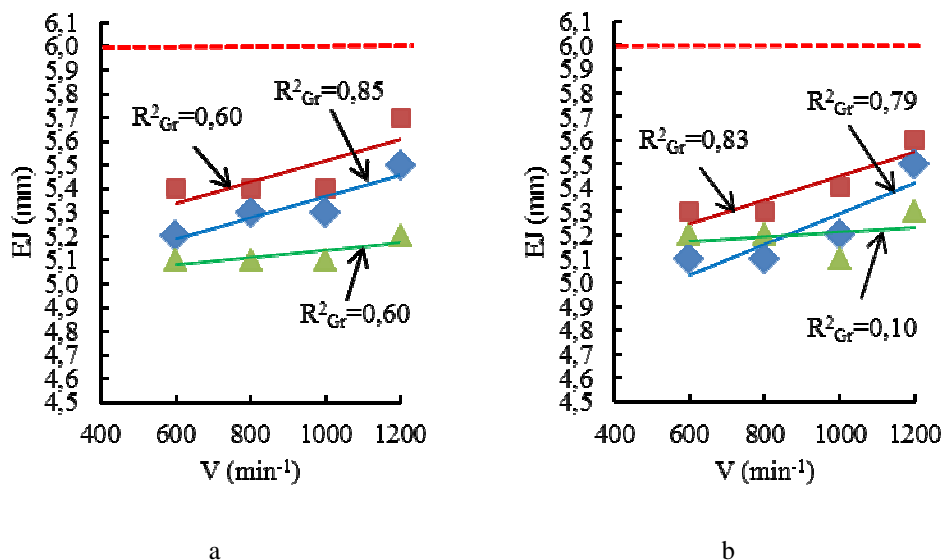 6,1
6,0
5,9
5,8
5,7
5,6
5,5
5,4
5,3
5,2
5,1
5,0
4,9
4,8
4,7
4,6
4,5
EJ (mm)
R²Gr=0,60
R²Gr=0,85
R²Gr=0,60
400 600 800 1000 1200
V (min⁻¹)
a
6,1
6,0
5,9
5,8
5,7
5,6
5,5
5,4
5,3
5,2
5,1
5,0
4,9
4,8
4,7
4,6
4,5
EJ (mm)
R²Gr=0,79
R²Gr=0,83
R²Gr=0,10
400 600 800 1000 1200
V (min⁻¹)
b